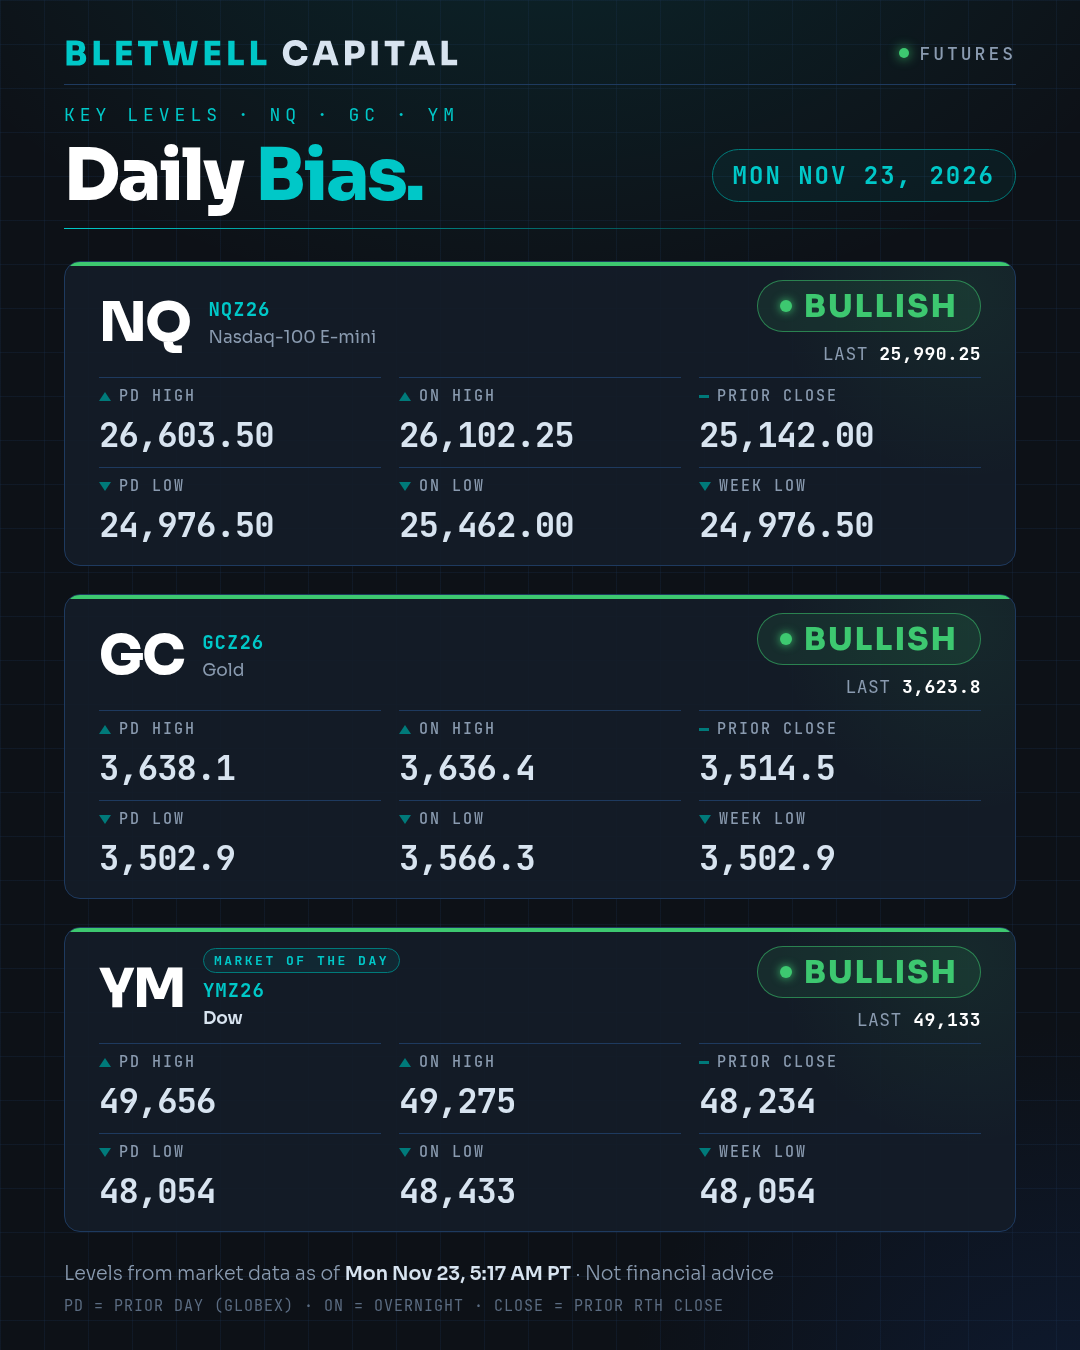 BLETWELL CAPITAL
FUTURES
KEY LEVELS · NQ · GC · YM
Daily Bias.
MON NOV 23, 2026
NQ
NQZ26
Nasdaq-100 E-mini
BULLISH
LAST 25,990.25
PD HIGH
ON HIGH
PRIOR CLOSE
26,603.50
26,102.25
25,142.00
PD LOW
ON LOW
WEEK LOW
24,976.50
25,462.00
24,976.50
GC
GCZ26
Gold
BULLISH
LAST 3,623.8
PD HIGH
ON HIGH
PRIOR CLOSE
3,638.1
3,636.4
3,514.5
PD LOW
ON LOW
WEEK LOW
3,502.9
3,566.3
3,502.9
YM
MARKET OF THE DAY
YMZ26
Dow
BULLISH
LAST 49,133
PD HIGH
ON HIGH
PRIOR CLOSE
49,656
49,275
48,234
PD LOW
ON LOW
WEEK LOW
48,054
48,433
48,054
Levels from market data as of Mon Nov 23, 5:17 AM PT · Not financial advice
PD = PRIOR DAY (GLOBEX) · ON = OVERNIGHT · CLOSE = PRIOR RTH CLOSE